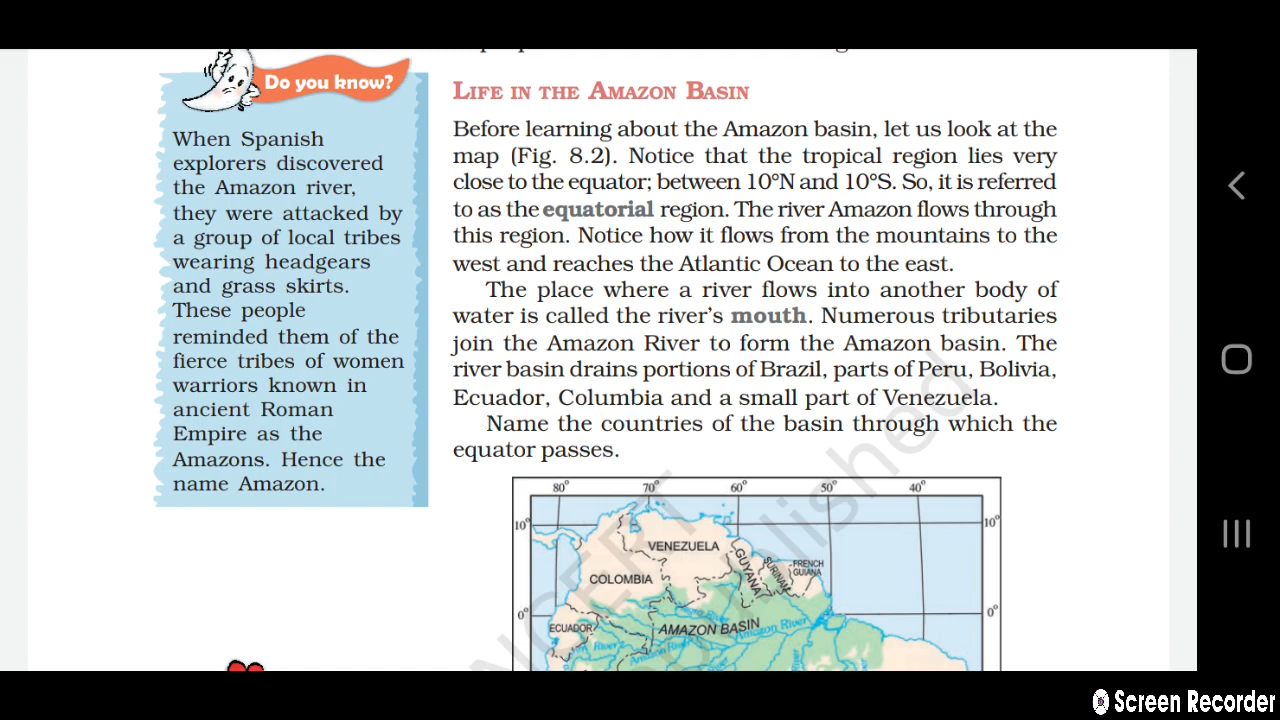 Do you know?
When Spanish
explorers discovered
the Amazon river,
they were attacked by
a group of local tribes
wearing headgears
and grass skirts.
These people
reminded them of the
fierce tribes of women
warriors known in
ancient Roman
Empire as the
Amazons. Hence the
name Amazon.
LIFE IN THE AMAZON BASIN
Before learning about the Amazon basin, let us look at the
map (Fig. 8.2). Notice that the tropical region lies very
close to the equator; between 10°N and 10°S. So, it is referred
to as the equatorial region. The river Amazon flows through
this region. Notice how it flows from the mountains to the
west and reaches the Atlantic Ocean to the east.
The place where a river flows into another body of
water is called the river's mouth. Numerous tributaries
join the Amazon River to form the Amazon basin. The
river basin drains portions of Brazil, parts of Peru, Bolivia,
Ecuador, Columbia and a small part of Venezuela.
Name the countries of the basin through which the
equator passes.
80° 70° 60° 50° 40°
10° 10°
VENEZUELA
GUYANA
SURINAM
FRENCH
GUIANA
COLOMBIA
0° 0°
ECUADOR
AMAZON BASIN
Amazon River
River
Amazon River
River
NCERT
published
Screen Recorder